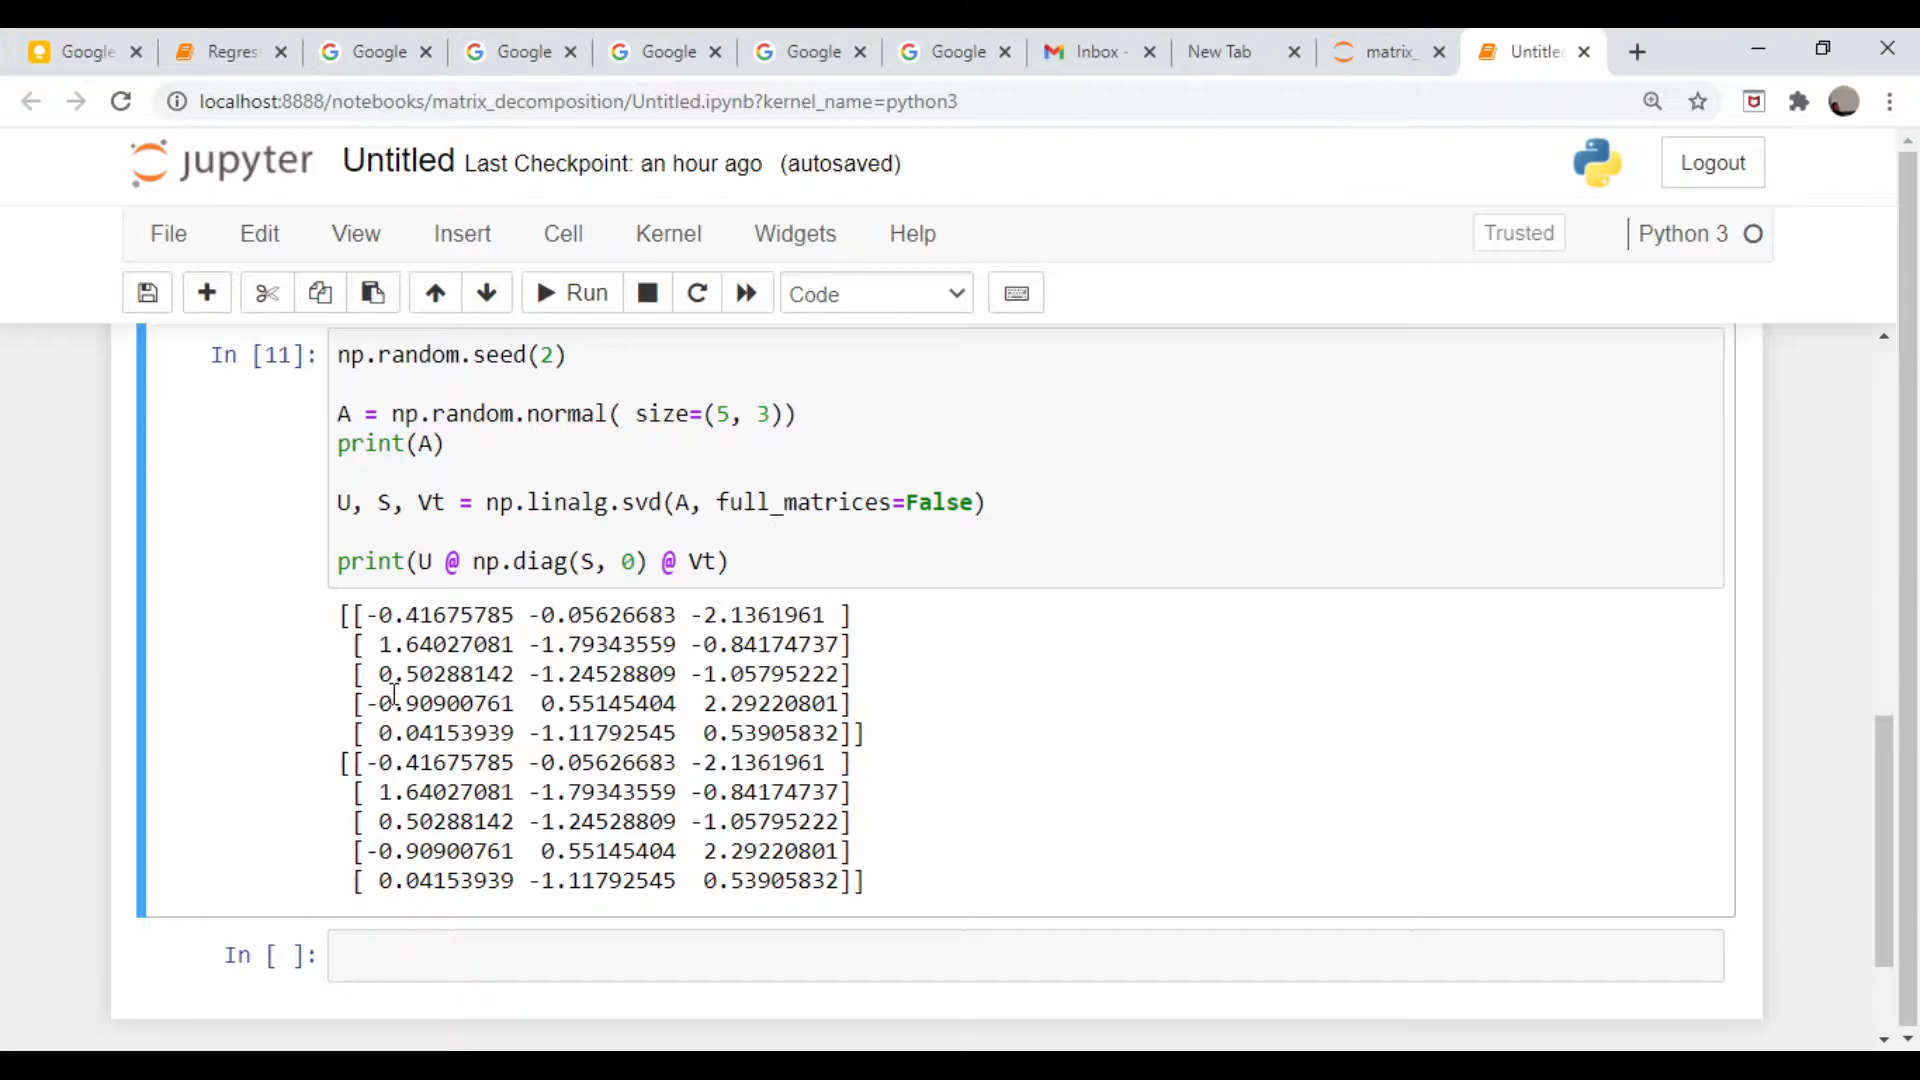 Google
Regres
Google
Google
Google
Google
Google
Inbox -
New Tab
matrix_
Untitle
localhost:8888/notebooks/matrix_decomposition/Untitled.ipynb?kernel_name=python3
jupyter Untitled Last Checkpoint: an hour ago (autosaved)
Logout
File Edit View Insert Cell Kernel Widgets Help
Trusted
Python 3
Run
Code
In [11]: np.random.seed(2)
A = np.random.normal( size=(5, 3))
print(A)
U, S, Vt = np.linalg.svd(A, full_matrices=False)
print(U @ np.diag(S, 0) @ Vt)
[[-0.41675785 -0.05626683 -2.1361961 ]
[ 1.64027081 -1.79343559 -0.84174737]
[ 0.50288142 -1.24528809 -1.05795222]
[-0.90900761 0.55145404 2.29220801]
[ 0.04153939 -1.11792545 0.53905832]]
[[-0.41675785 -0.05626683 -2.1361961 ]
[ 1.64027081 -1.79343559 -0.84174737]
[ 0.50288142 -1.24528809 -1.05795222]
[-0.90900761 0.55145404 2.29220801]
[ 0.04153939 -1.11792545 0.53905832]]
In [ ]: